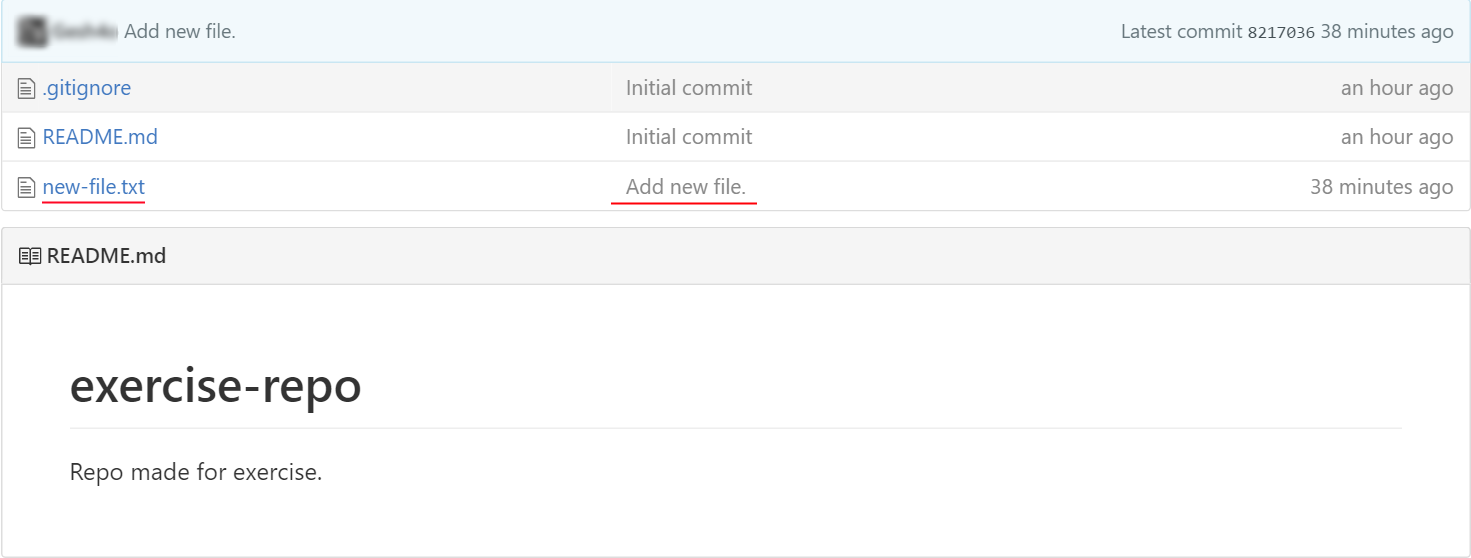 Add new file. Latest commit 8217036 38 minutes ago
.gitignore Initial commit an hour ago
README.md Initial commit an hour ago
new-file.txt Add new file. 38 minutes ago
README.md
exercise-repo
Repo made for exercise.